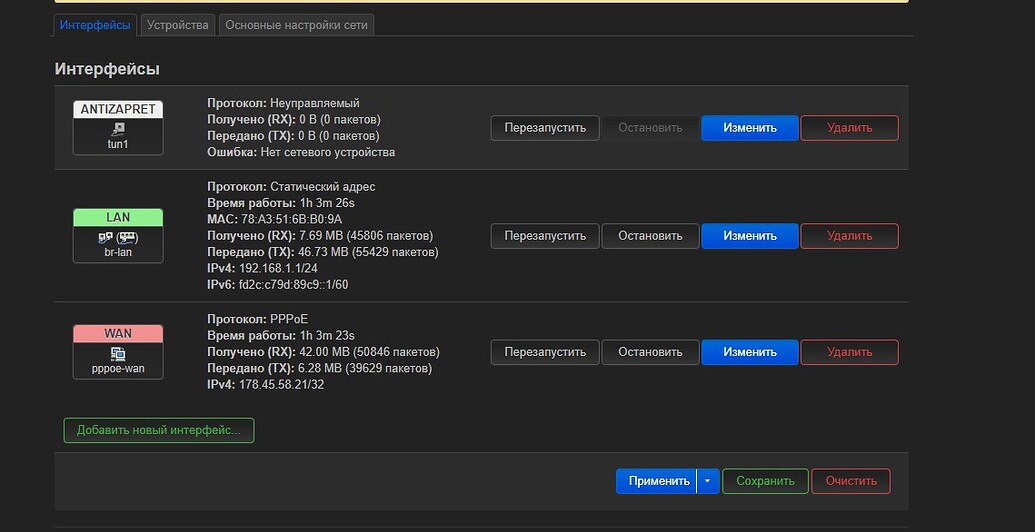 Интерфейсы Устройства Основные настройки сети
Интерфейсы
ANTIZAPRET
tun1
Протокол: Неуправляемый
Получено (RX): 0 B (0 пакетов)
Передано (TX): 0 B (0 пакетов)
Ошибка: Нет сетевого устройства
Перезапустить Остановить Изменить Удалить
LAN
br-lan
Протокол: Статический адрес
Время работы: 1h 3m 26s
MAC: 78:A3:51:6B:B0:9A
Получено (RX): 7.69 MB (45806 пакетов)
Передано (TX): 46.73 MB (55429 пакетов)
IPv4: 192.168.1.1/24
IPv6: fd2c:c79d:89c9::1/60
Перезапустить Остановить Изменить Удалить
WAN
pppoe-wan
Протокол: PPPoE
Время работы: 1h 3m 23s
Получено (RX): 42.00 MB (50846 пакетов)
Передано (TX): 6.28 MB (39629 пакетов)
IPv4: 178.45.58.21/32
Перезапустить Остановить Изменить Удалить
Добавить новый интерфейс...
Применить Сохранить Очистить